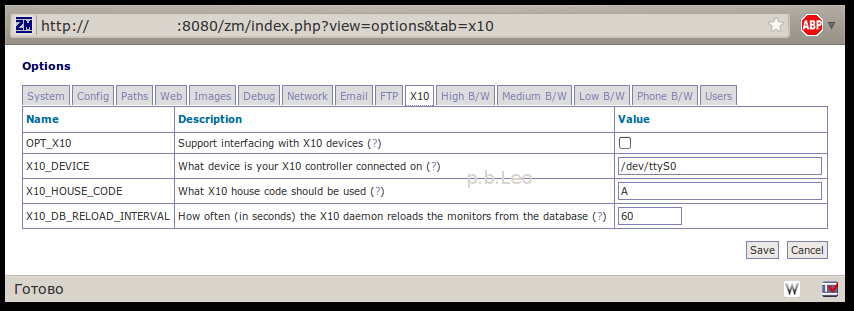 ZM http:// :8080/zm/index.php?view=options&tab=x10 ABP
Options
System Config Paths Web Images Debug Network Email FTP X10 High B/W Medium B/W Low B/W Phone B/W Users
Name Description Value
OPT_X10 Support interfacing with X10 devices (?)
X10_DEVICE What device is your X10 controller connected on (?) /dev/ttyS0
p.b.Leo
X10_HOUSE_CODE What X10 house code should be used (?) A
X10_DB_RELOAD_INTERVAL How often (in seconds) the X10 daemon reloads the monitors from the database (?) 60
Save Cancel
Готово W